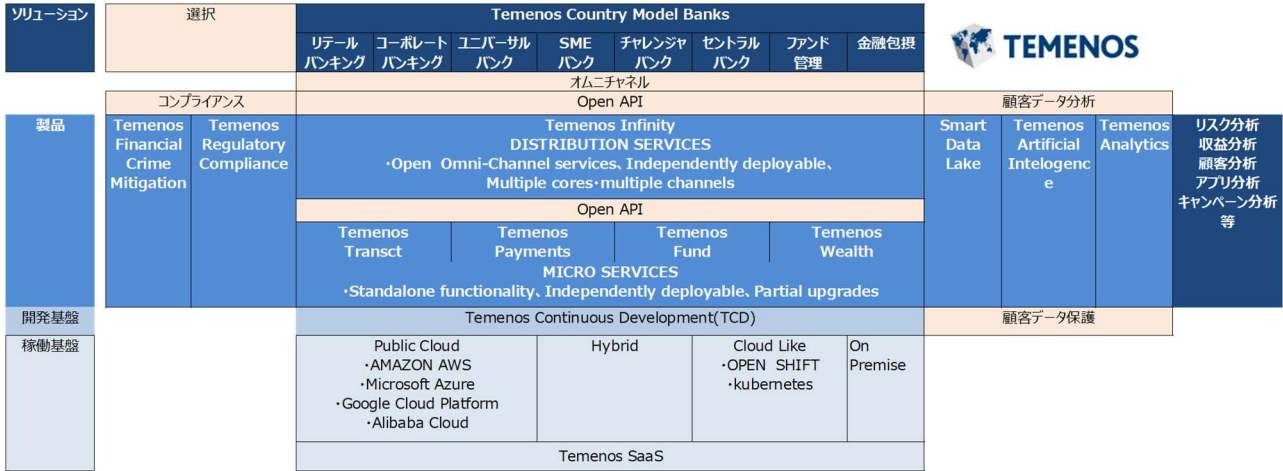 ソリューション
選択
Temenos Country Model Banks
リテール
バンキング
コーポレート
バンキング
ユニバーサル
バンク
SME
バンク
チャレンジャ
バンク
セントラル
バンク
ファンド
管理
金融包摂
TEMENOS
オムニチャネル
コンプライアンス
Open API
顧客データ分析
製品
Temenos
Financial
Crime
Mitigation
Temenos
Regulatory
Compliance
Temenos Infinity
DISTRIBUTION SERVICES
・Open Omni-Channel services、Independently deployable、
Multiple cores・multiple channels
Smart
Data
Lake
Temenos
Artificial
Intelogenc
e
Temenos
Analytics
リスク分析
収益分析
顧客分析
アプリ分析
キャンペーン分析
等
Open API
Temenos
Transct
Temenos
Payments
Temenos
Fund
Temenos
Wealth
MICRO SERVICES
・Standalone functionality、Independently deployable、Partial upgrades
開発基盤
Temenos Continuous Development(TCD)
顧客データ保護
稼働基盤
Public Cloud
・AMAZON AWS
・Microsoft Azure
・Google Cloud Platform
・Alibaba Cloud
Hybrid
Cloud Like
・OPEN SHIFT
・kubernetes
On
Premise
Temenos SaaS